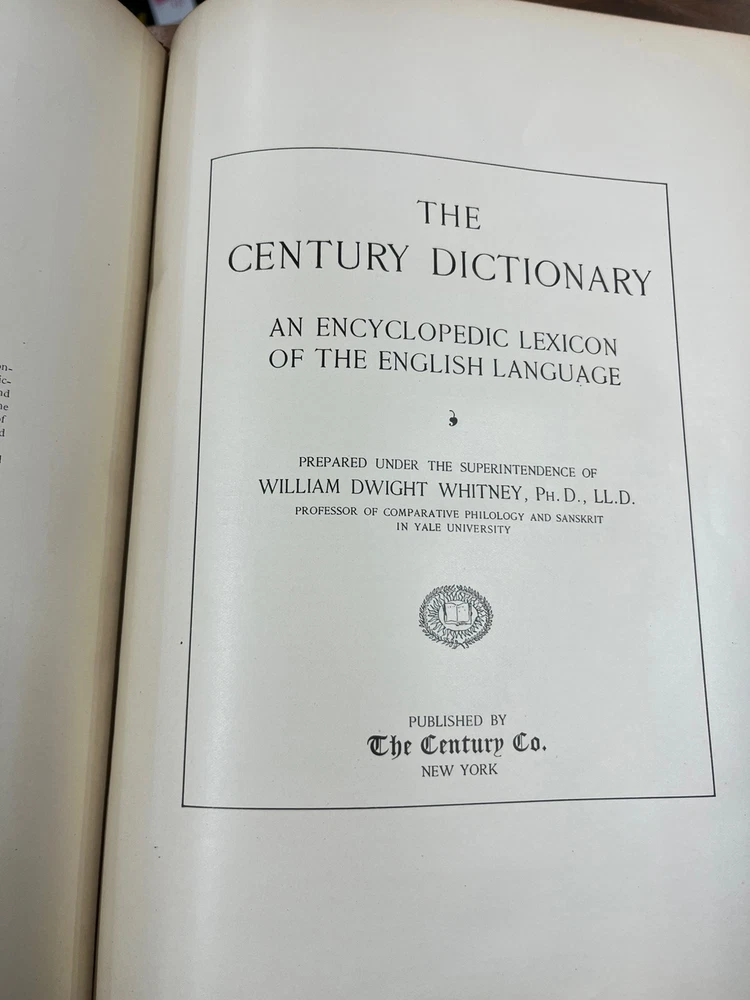 THE
CENTURY DICTIONARY
AN ENCYCLOPEDIC LEXICON
OF THE ENGLISH LANGUAGE
PREPARED UNDER THE SUPERINTENDENCE OF
WILLIAM DWIGHT WHITNEY, PH.D., LL.D.
PROFESSOR OF COMPARATIVE PHILOLOGY AND SANSKRIT
IN YALE UNIVERSITY
PUBLISHED BY
The Century Co.
NEW YORK